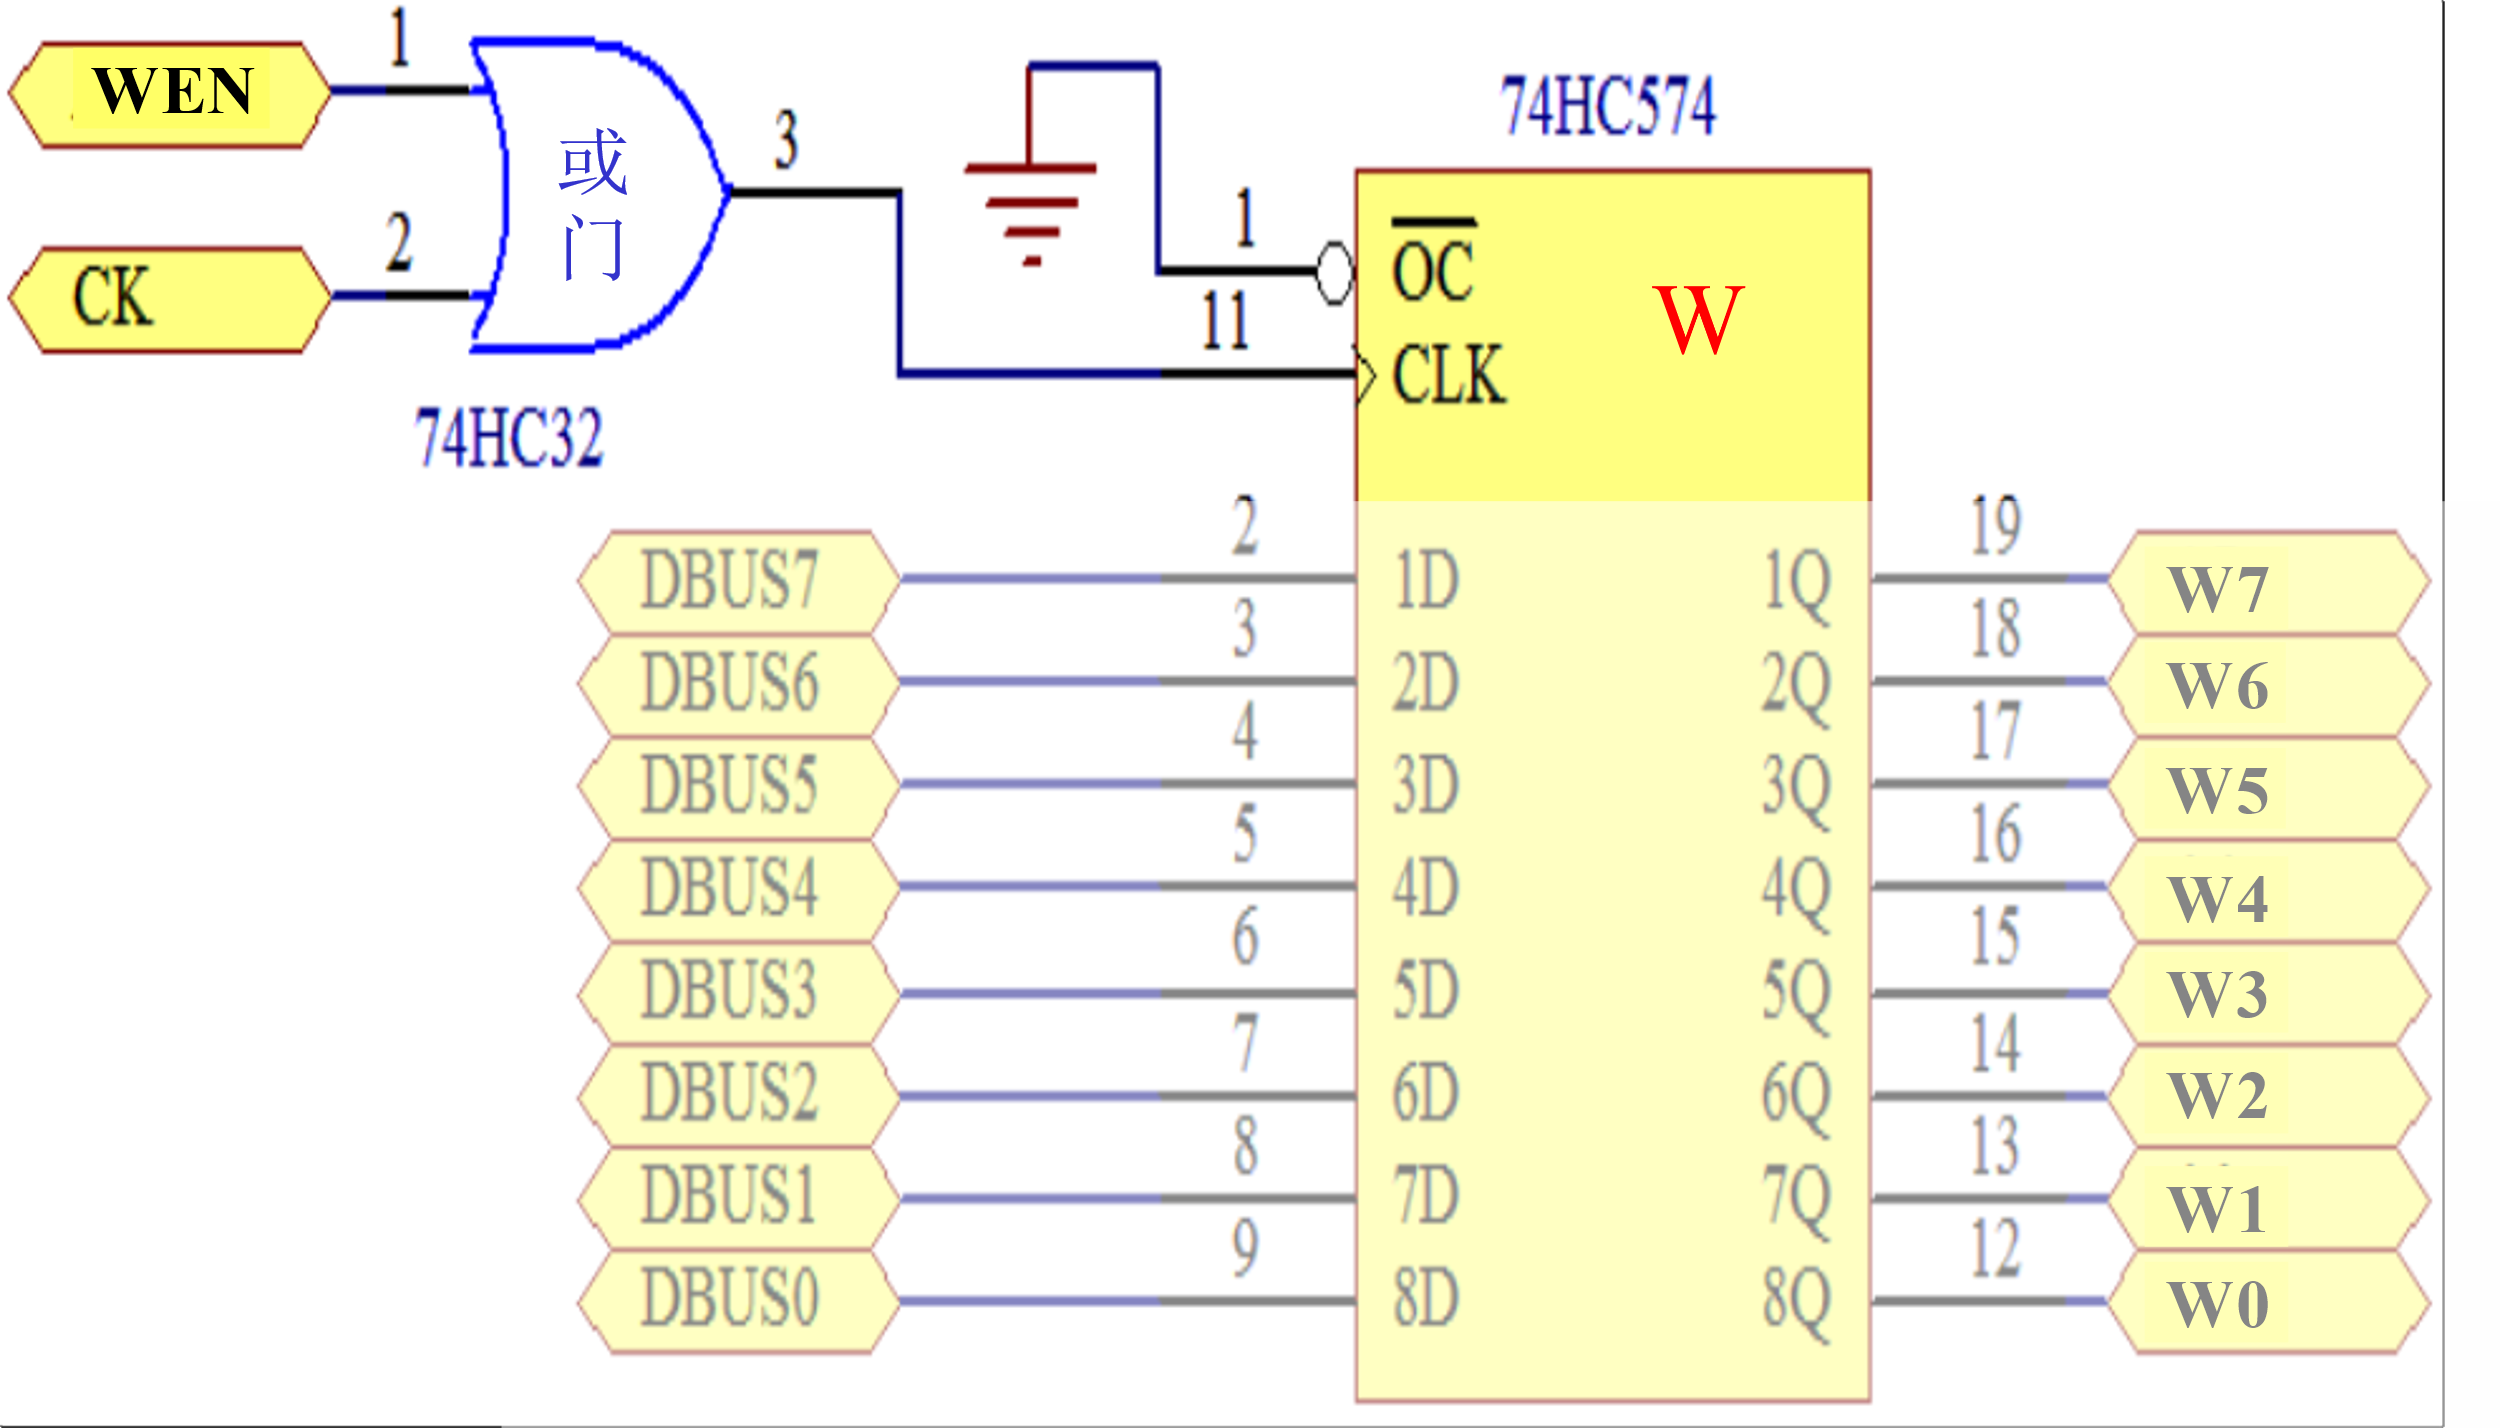 WEN
1
CK
2
或
门
3
74HC32
74HC574
W
1
OC
11
CLK
DBUS7 2 1D 1Q 19 W7
DBUS6 3 2D 2Q 18 W6
DBUS5 4 3D 3Q 17 W5
DBUS4 5 4D 4Q 16 W4
DBUS3 6 5D 5Q 15 W3
DBUS2 7 6D 6Q 14 W2
DBUS1 8 7D 7Q 13 W1
DBUS0 9 8D 8Q 12 W0